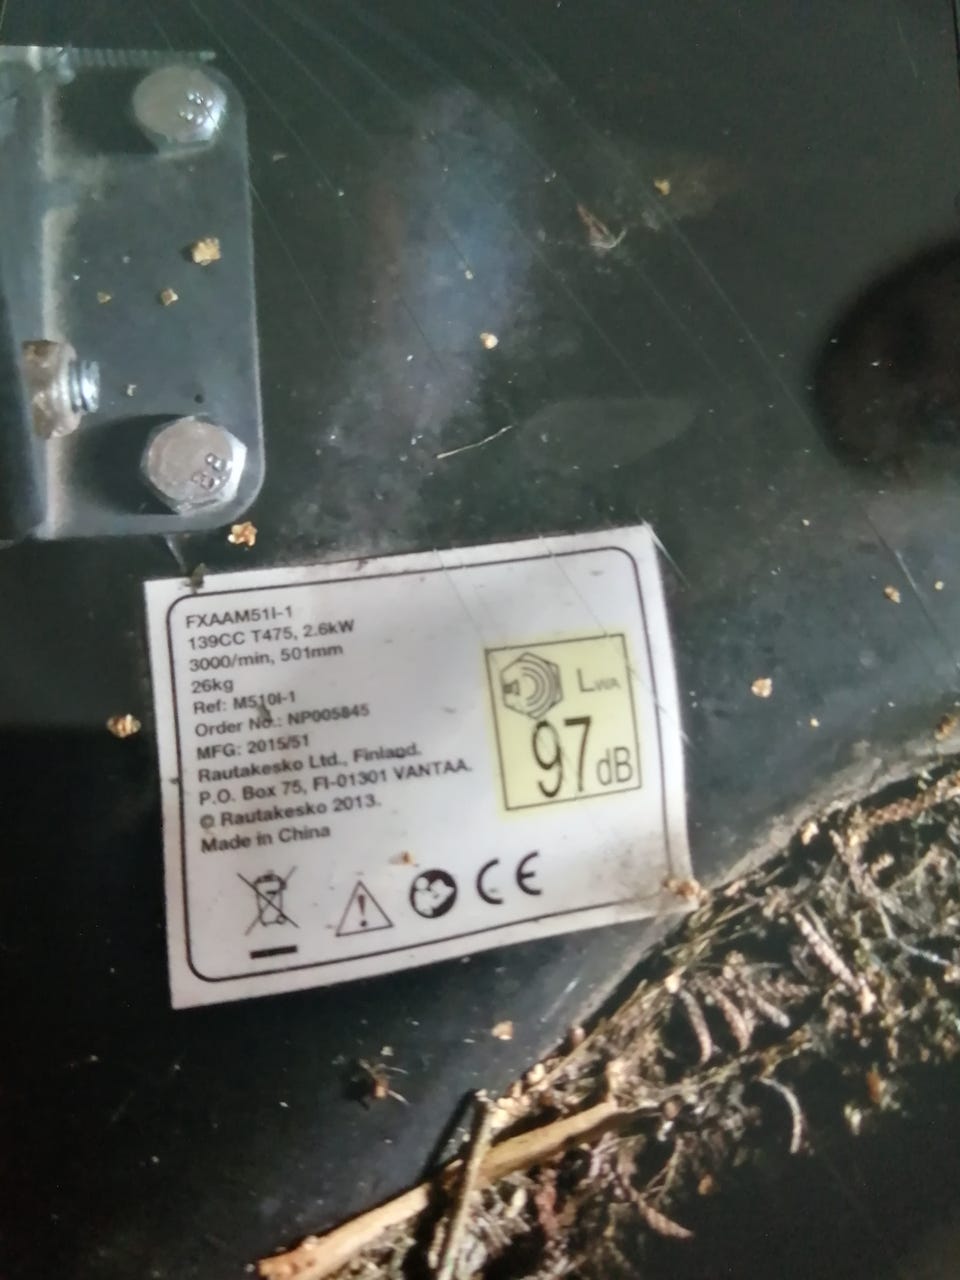 FXAAM51I-1
139CC T475, 2.6kW
3000/min, 501mm
26kg
Ref: M510I-1
Order No.: NP005845
MFG: 2015/51
Rautakesko Ltd., Finland.
P.O. Box 75, FI-01301 VANTAA.
© Rautakesko 2013.
Made in China
LWA
97dB
CE